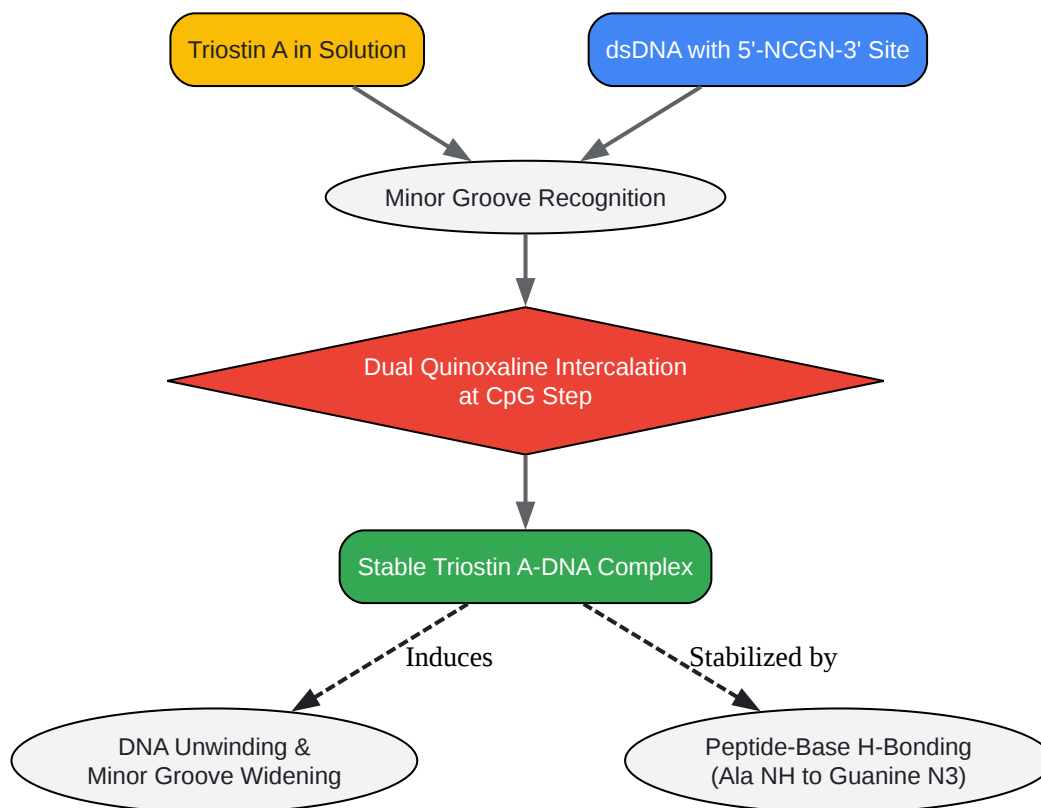 Triostin A in Solution
dsDNA with 5'-NCGN-3' Site
Minor Groove Recognition
Dual Quinoxaline Intercalation
at CpG Step
Stable Triostin A-DNA Complex
Induces
Stabilized by
DNA Unwinding &
Minor Groove Widening
Peptide-Base H-Bonding
(Ala NH to Guanine N3)